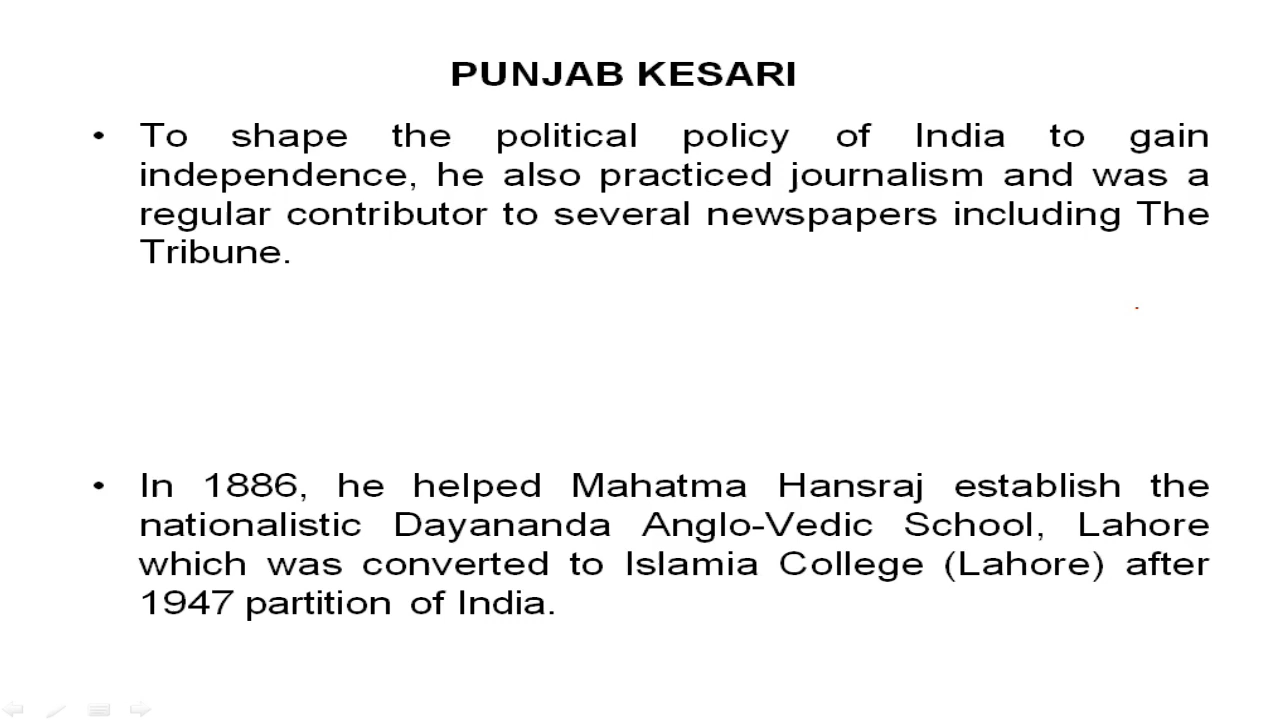 PUNJAB KESARI
• To shape the political policy of India to gain
independence, he also practiced journalism and was a
regular contributor to several newspapers including The
Tribune.
• In 1886, he helped Mahatma Hansraj establish the
nationalistic Dayananda Anglo-Vedic School, Lahore
which was converted to Islamia College (Lahore) after
1947 partition of India.